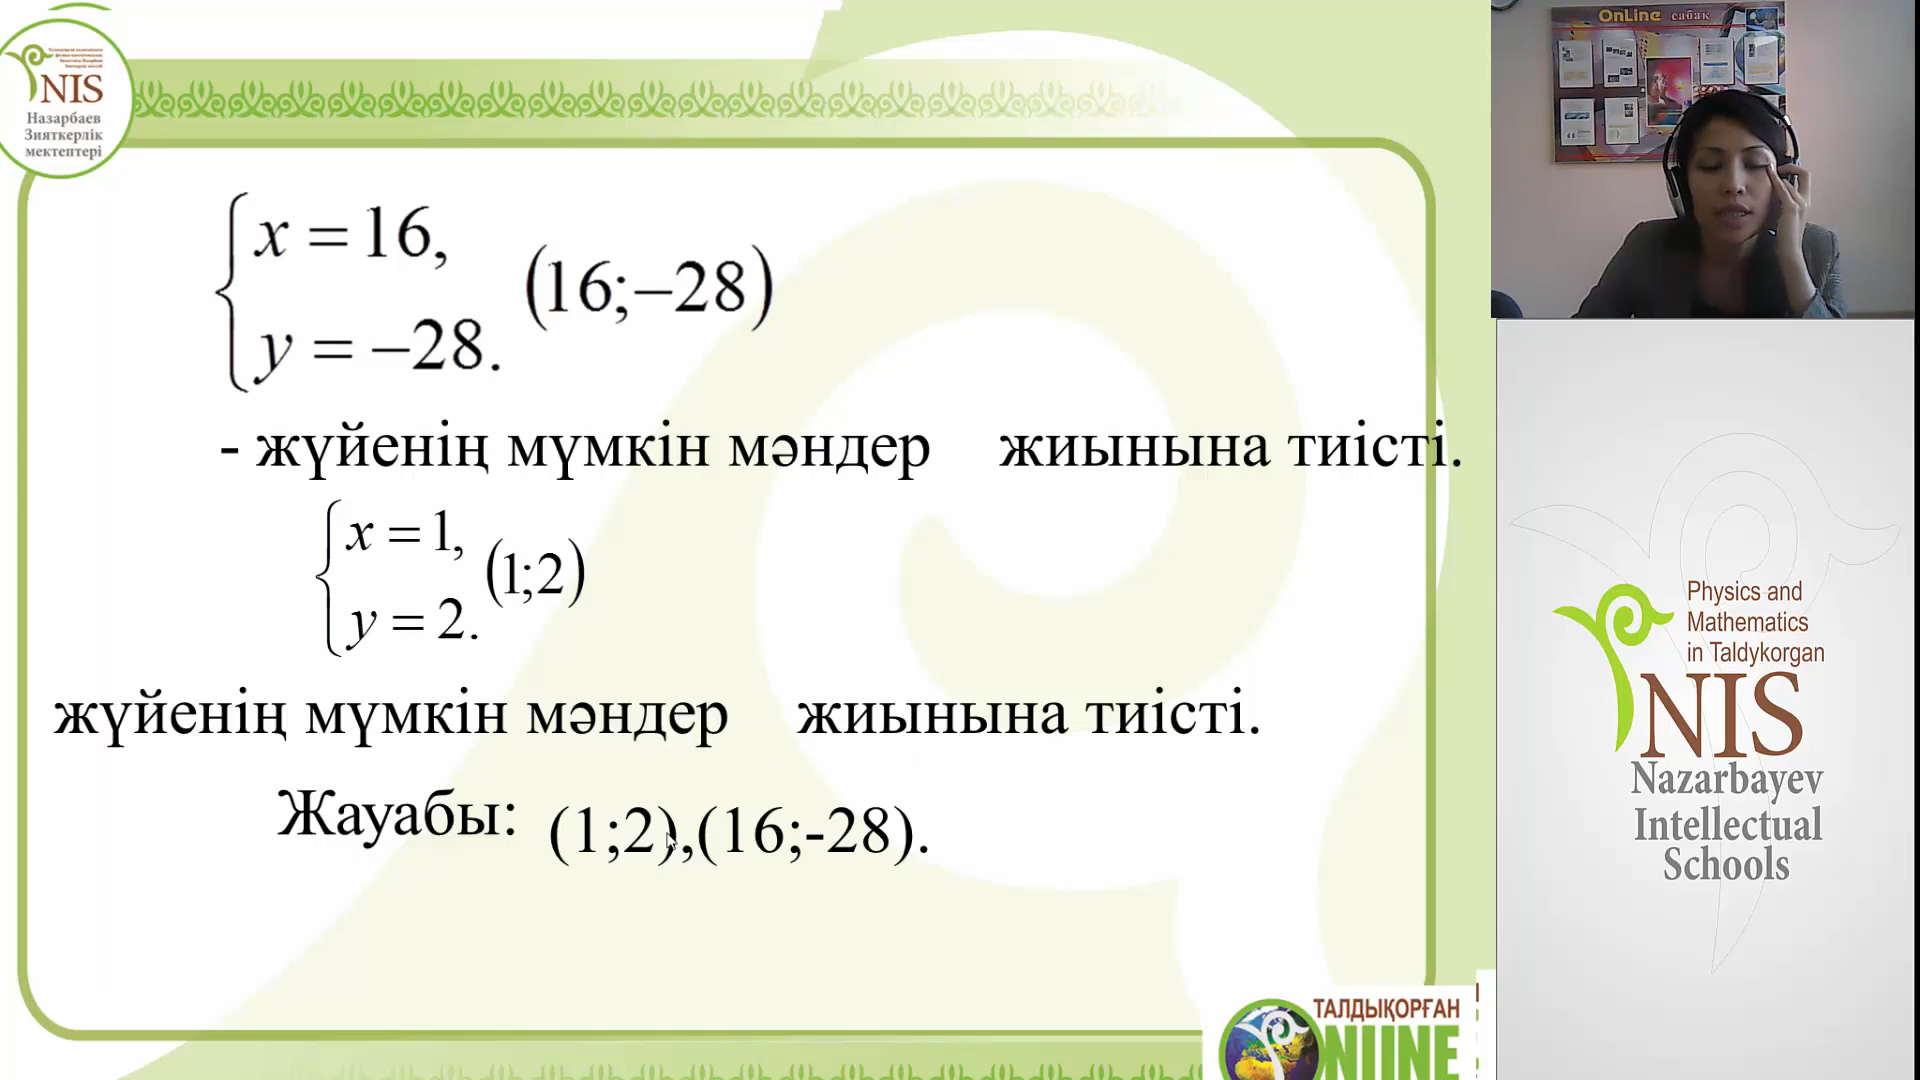 NIS
Назарбаев
Зияткерлік
мектептері
x = 16,
y = −28.
(16;−28)
- жүйенің мүмкін мәндер жиынына тиісті.
x = 1,
y = 2.
(1;2)
жүйенің мүмкін мәндер жиынына тиісті.
Жауабы: (1;2),(16;-28).
ТАЛДЫҚОРҒАН
ONLINE
OnLine сабақ
Physics and
Mathematics
in Taldykorgan
NIS
Nazarbayev
Intellectual
Schools